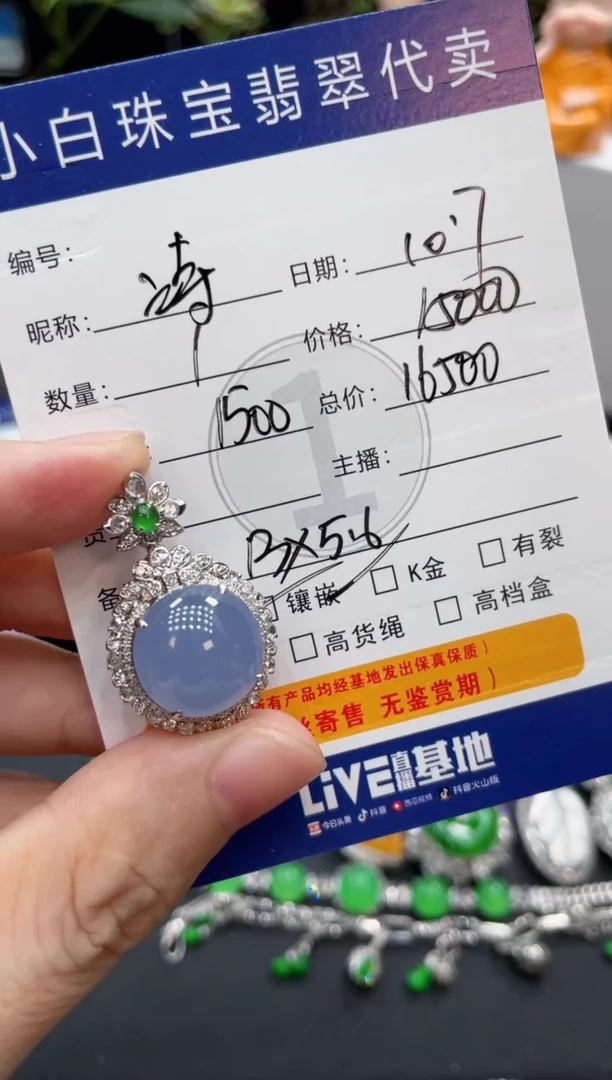 小白珠宝翡翠代卖
编号:
日期: 10.7
昵称: 涛
价格: 15000
数量: 1
总价: 16500
1500
主播:
13X5.6
镶嵌 K金 有裂
高货绳 高档盒
所有产品均经基地发出保真保质)
寄售 无鉴赏期)
LiVE直播基地
今日头条 抖音 西瓜视频 抖音火山版